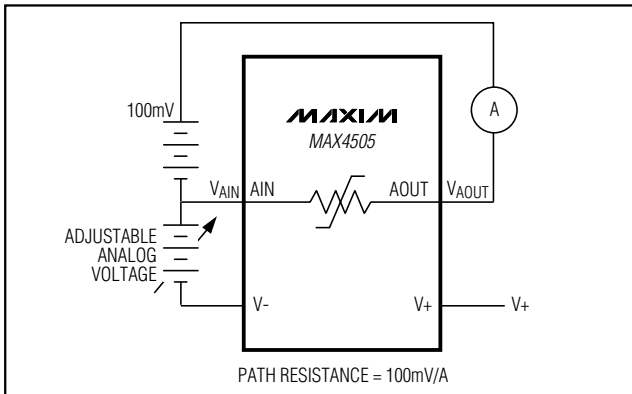 100mV
A
MAXIM
MAX4505
VAIN
AIN
AOUT
VAOUT
ADJUSTABLE
ANALOG
VOLTAGE
V-
V+
V+
PATH RESISTANCE = 100mV/A